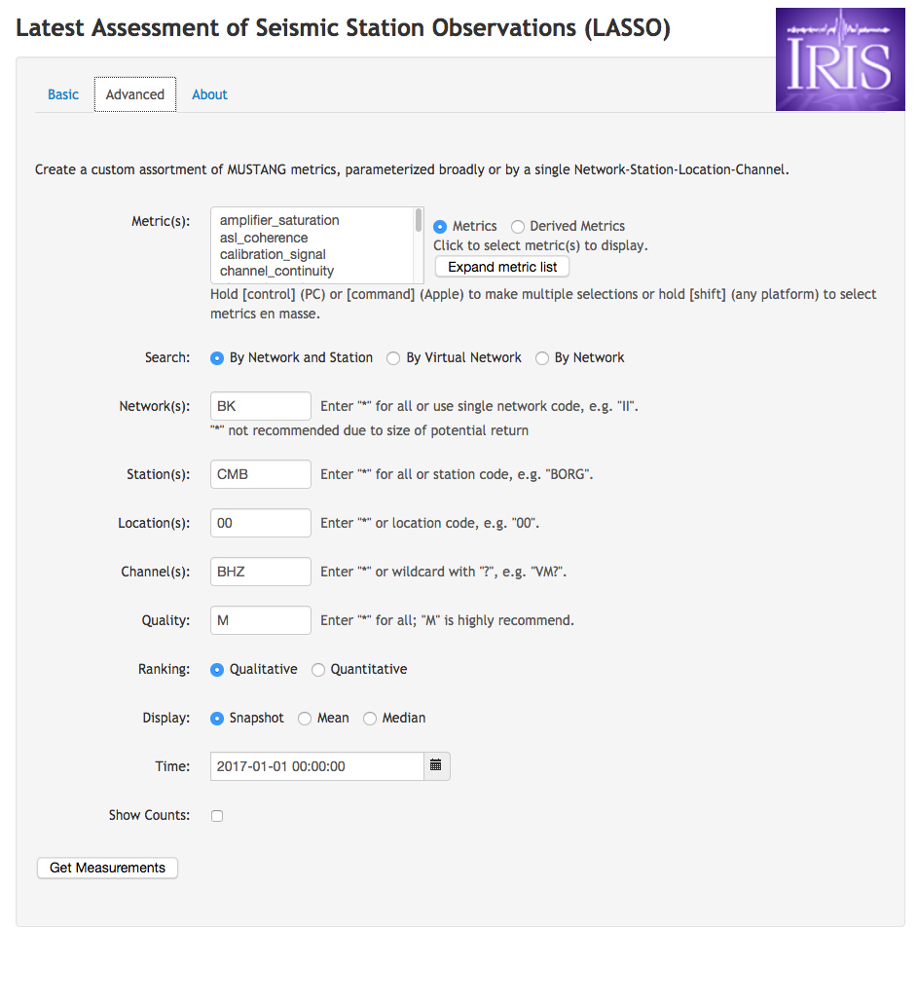 Latest Assessment of Seismic Station Observations (LASSO)
IRIS
Basic Advanced About
Create a custom assortment of MUSTANG metrics, parameterized broadly or by a single Network-Station-Location-Channel.
Metric(s):
amplifier_saturation
asl_coherence
calibration_signal
channel_continuity
Metrics Derived Metrics
Click to select metric(s) to display.
Expand metric list
Hold [control] (PC) or [command] (Apple) to make multiple selections or hold [shift] (any platform) to select
metrics en masse.
Search: By Network and Station By Virtual Network By Network
Network(s): BK Enter "*" for all or use single network code, e.g. "II".
"*" not recommended due to size of potential return
Station(s): CMB Enter "*" for all or station code, e.g. "BORG".
Location(s): 00 Enter "*" or location code, e.g. "00".
Channel(s): BHZ Enter "*" or wildcard with "?", e.g. "VM?".
Quality: M Enter "*" for all; "M" is highly recommend.
Ranking: Qualitative Quantitative
Display: Snapshot Mean Median
Time: 2017-01-01 00:00:00
Show Counts:
Get Measurements